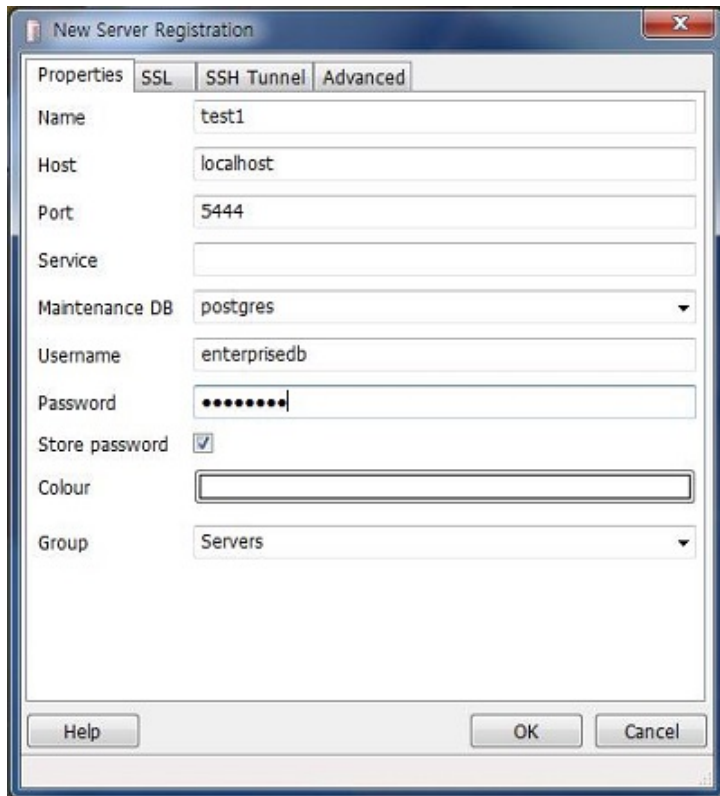 New Server Registration
Properties SSL SSH Tunnel Advanced
Name test1
Host localhost
Port 5444
Service
Maintenance DB postgres
Username enterprisedb
Password ●●●●●●●●
Store password
Colour
Group Servers
Help OK Cancel